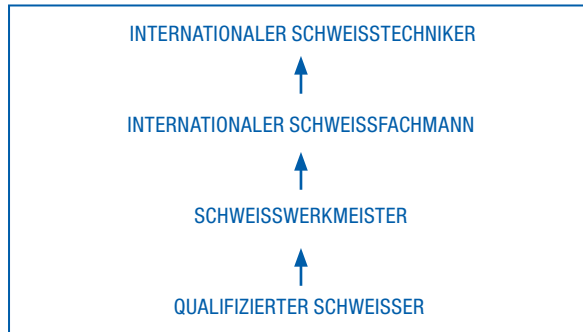 INTERNATIONALER SCHWEISSTECHNIKER
INTERNATIONALER SCHWEISSFACHMANN
SCHWEISSWERKMEISTER
QUALIFIZIERTER SCHWEISSER